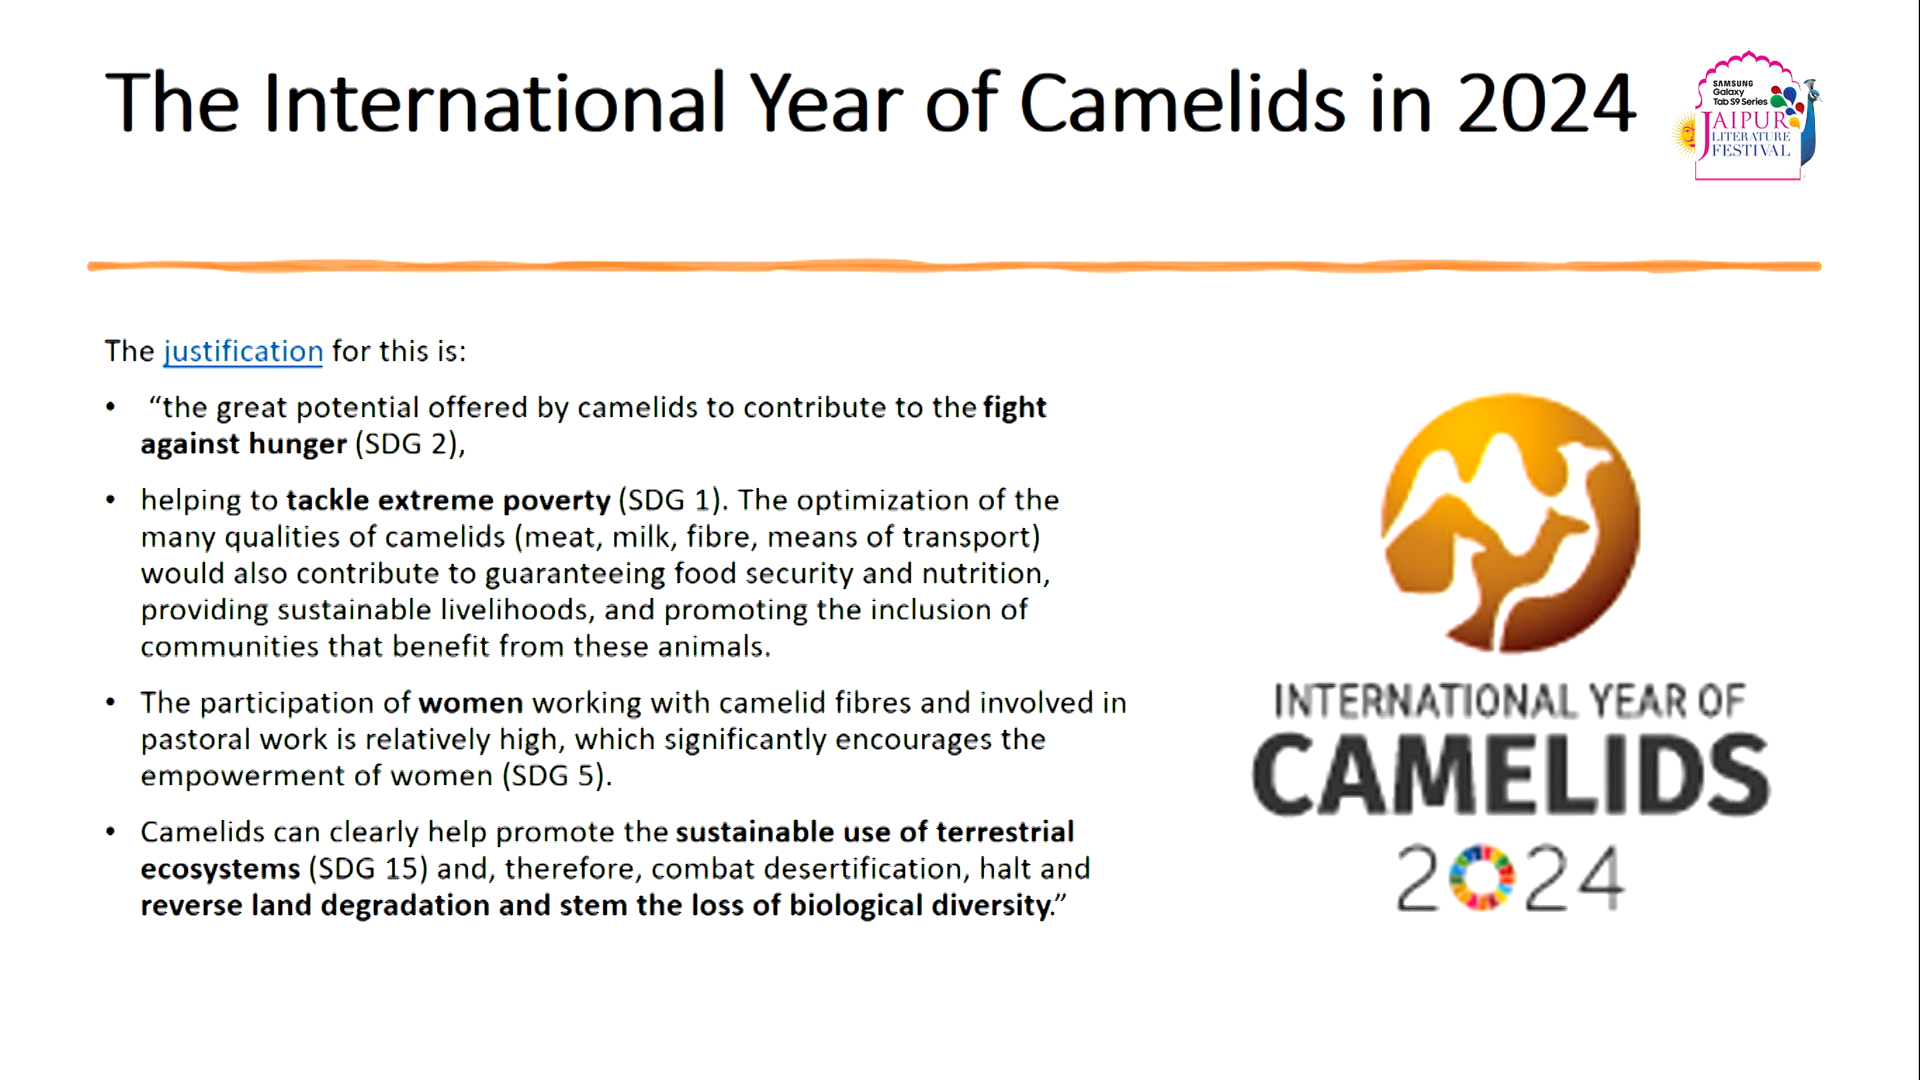 The International Year of Camelids in 2024
SAMSUNG
Galaxy
Tab S9 Series
JAIPUR
LITERATURE
FESTIVAL
The justification for this is:
• “the great potential offered by camelids to contribute to the fight
against hunger (SDG 2),
• helping to tackle extreme poverty (SDG 1). The optimization of the
many qualities of camelids (meat, milk, fibre, means of transport)
would also contribute to guaranteeing food security and nutrition,
providing sustainable livelihoods, and promoting the inclusion of
communities that benefit from these animals.
• The participation of women working with camelid fibres and involved in
pastoral work is relatively high, which significantly encourages the
empowerment of women (SDG 5).
• Camelids can clearly help promote the sustainable use of terrestrial
ecosystems (SDG 15) and, therefore, combat desertification, halt and
reverse land degradation and stem the loss of biological diversity.”
INTERNATIONAL YEAR OF
CAMELIDS
2024